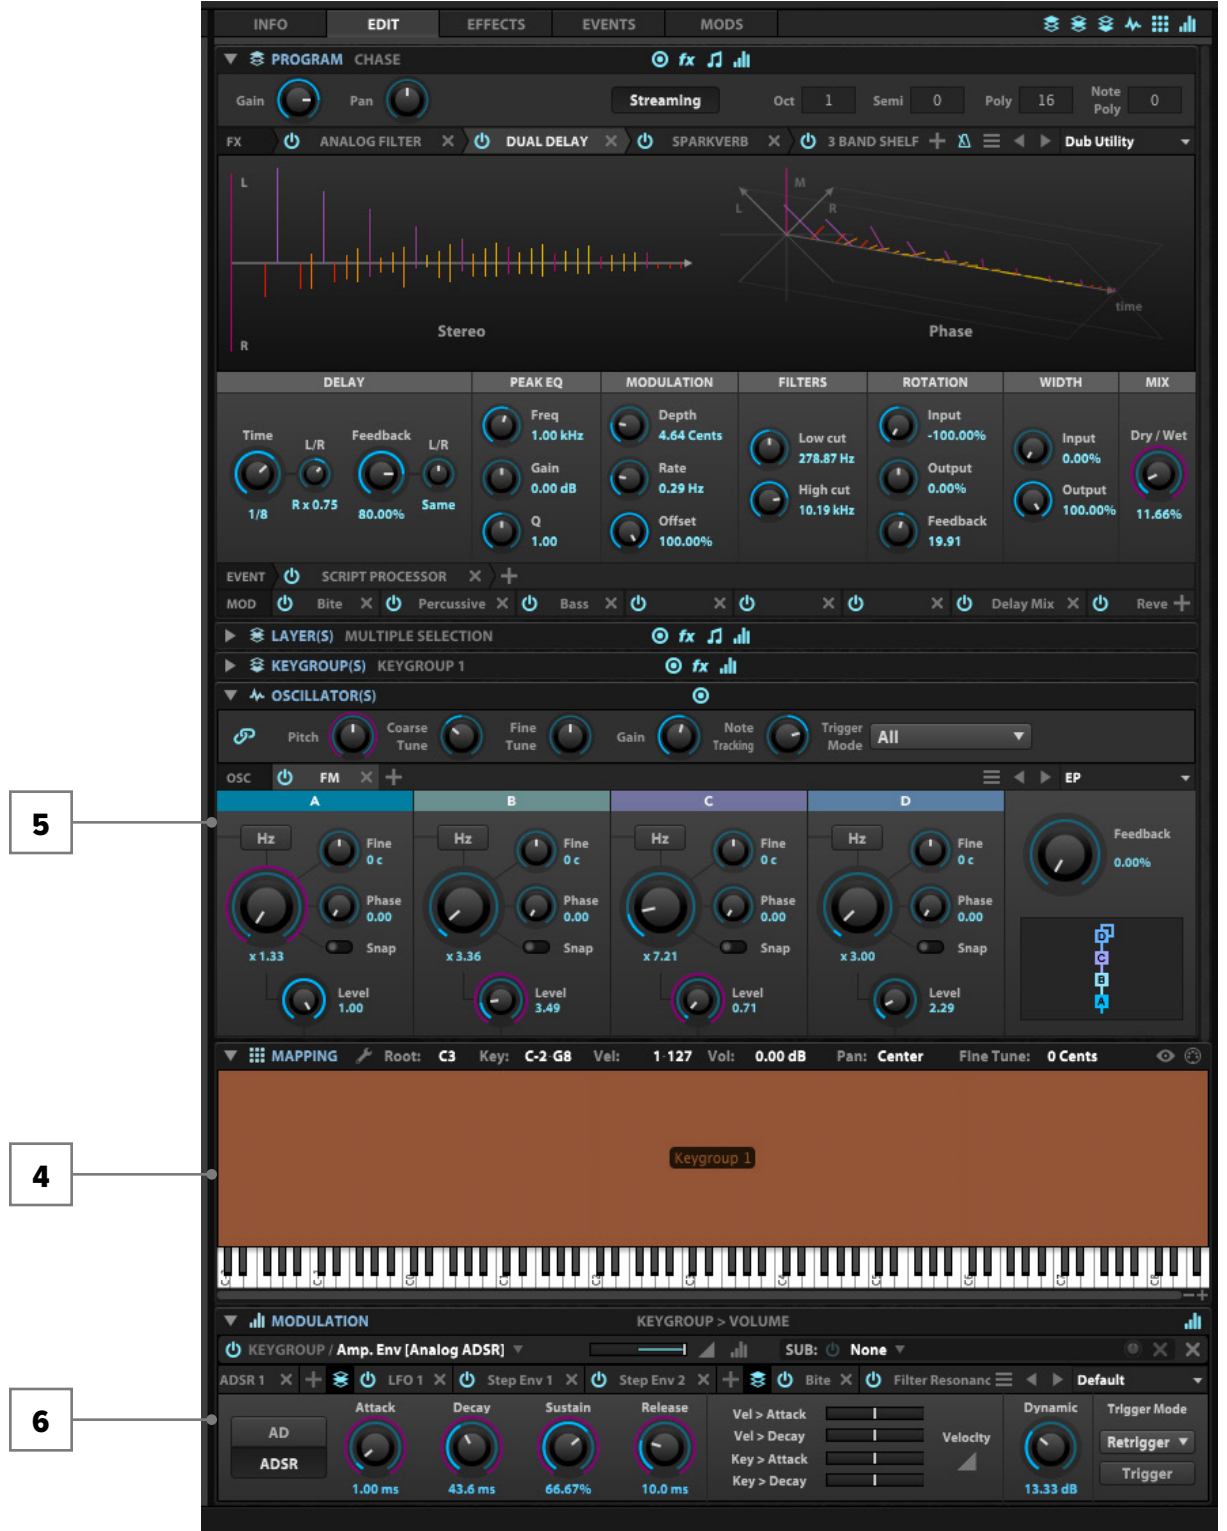 INFO EDIT EFFECTS EVENTS MODS
PROGRAM CHASE fx
Gain Pan Streaming Oct 1 Semi 0 Poly 16 Note Poly 0
FX ANALOG FILTER DUAL DELAY SPARKVERB 3 BAND SHELF Dub Utility
L M
L R
time
Stereo Phase
R
DELAY PEAK EQ MODULATION FILTERS ROTATION WIDTH MIX
Time L/R Feedback L/R
1/8 R x 0.75 80.00% Same
Freq
1.00 kHz
Gain
0.00 dB
Q
1.00
Depth
4.64 Cents
Rate
0.29 Hz
Offset
100.00%
Low cut
278.87 Hz
High cut
10.19 kHz
Input
-100.00%
Output
0.00%
Feedback
19.91
Input
0.00%
Output
100.00%
Dry / Wet
11.66%
EVENT SCRIPT PROCESSOR
MOD Bite Percussive Bass Delay Mix Reve
LAYER(S) MULTIPLE SELECTION fx
KEYGROUP(S) KEYGROUP 1 fx
OSCILLATOR(S)
Pitch Coarse Tune Fine Tune Gain Note Tracking Trigger Mode All
OSC FM EP
5
A B C D
Hz Fine 0 c Phase 0.00 Snap x 1.33 Level 1.00
Hz Fine 0 c Phase 0.00 Snap x 3.36 Level 3.49
Hz Fine 0 c Phase 0.00 Snap x 7.21 Level 0.71
Hz Fine 0 c Phase 0.00 Snap x 3.00 Level 2.29
Feedback
0.00%
D
C
B
A
MAPPING Root: C3 Key: C-2-G8 Vel: 1-127 Vol: 0.00 dB Pan: Center Fine Tune: 0 Cents
4
Keygroup 1
C-2 C-1 C0 C1 C2 C3 C4 C5 C6 C7 C8
MODULATION KEYGROUP > VOLUME
KEYGROUP / Amp. Env [Analog ADSR] SUB: None
ADSR 1 LFO 1 Step Env 1 Step Env 2 Bite Filter Resonanc Default
6
AD
ADSR
Attack Decay Sustain Release
1.00 ms 43.6 ms 66.67% 10.0 ms
Vel > Attack
Vel > Decay
Key > Attack
Key > Decay
Velocity
Dynamic
13.33 dB
Trigger Mode
Retrigger
Trigger